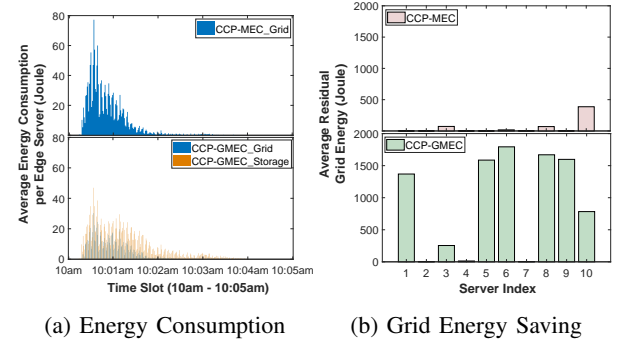 80
60
40
20
0
CCP-MEC_Grid
80
60
40
20
0
CCP-GMEC_Grid
CCP-GMEC_Storage
Average Energy Consumption
per Edge Server (Joule)
10am 10:01am 10:02am 10:03am 10:04am 10:05am
Time Slot (10am - 10:05am)
(a) Energy Consumption
2000
1500
1000
500
CCP-MEC
2000
1500
1000
500
0
CCP-GMEC
Average Residual
Grid Energy (Joule)
1 2 3 4 5 6 7 8 9 10
Server Index
(b) Grid Energy Saving